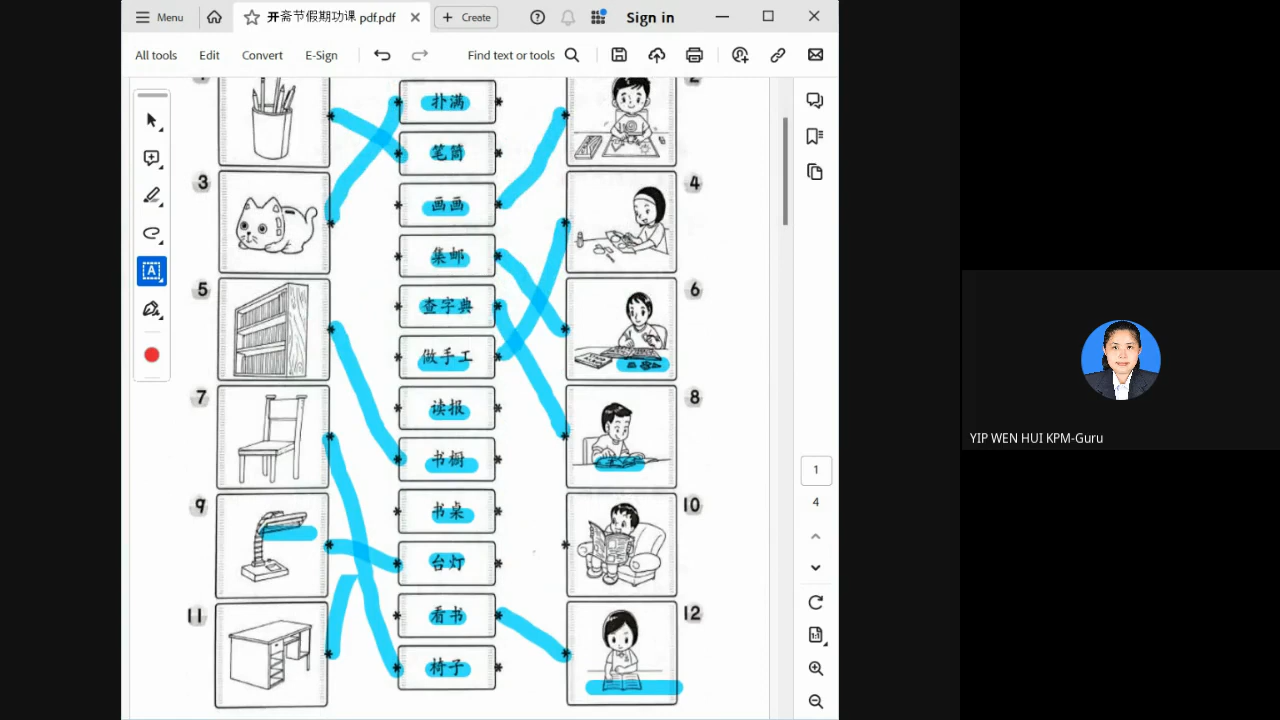 Menu
开斋节假期功课 pdf.pdf
Create
Sign in
All tools
Edit
Convert
E-Sign
Find text or tools
扑满
笔筒
3
画画
4
集邮
5
查字典
6
做手工
7
读报
8
书橱
9
书桌
10
台灯
11
看书
12
椅子
1
4
YIP WEN HUI KPM-Guru